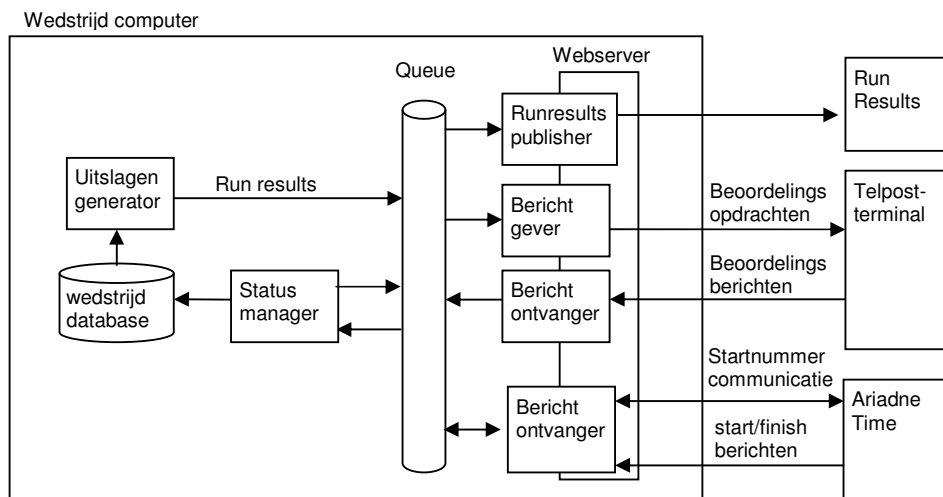 Wedstrijd computer
Webserver
Queue
Run
Results
Runresults
publisher
Uitslagen
generator
Run results
Bericht
gever
Beoordelings
opdrachten
Telpost-
terminal
wedstrijd
database
Status
manager
Bericht
ontvanger
Beoordelings
berichten
Startnummer
communicatie
Bericht
ontvanger
Ariadne
Time
start/finish
berichten